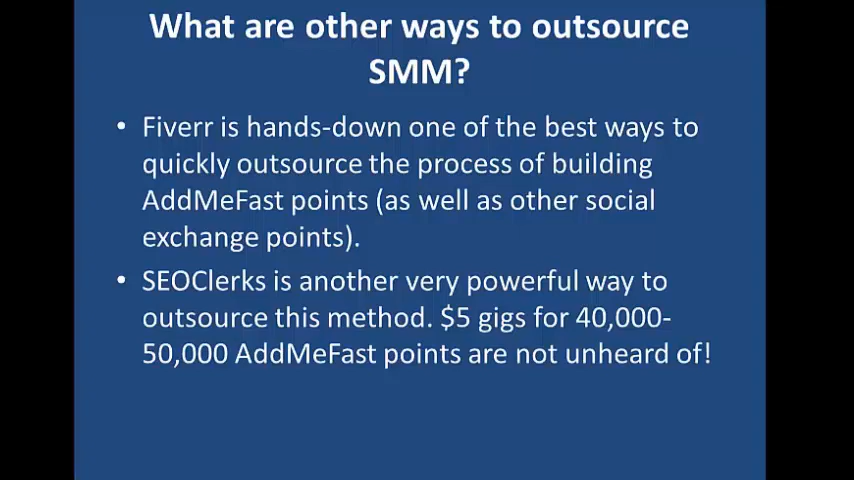 What are other ways to outsource
SMM?
• Fiverr is hands-down one of the best ways to
quickly outsource the process of building
AddMeFast points (as well as other social
exchange points).
• SEOClerks is another very powerful way to
outsource this method. $5 gigs for 40,000-
50,000 AddMeFast points are not unheard of!